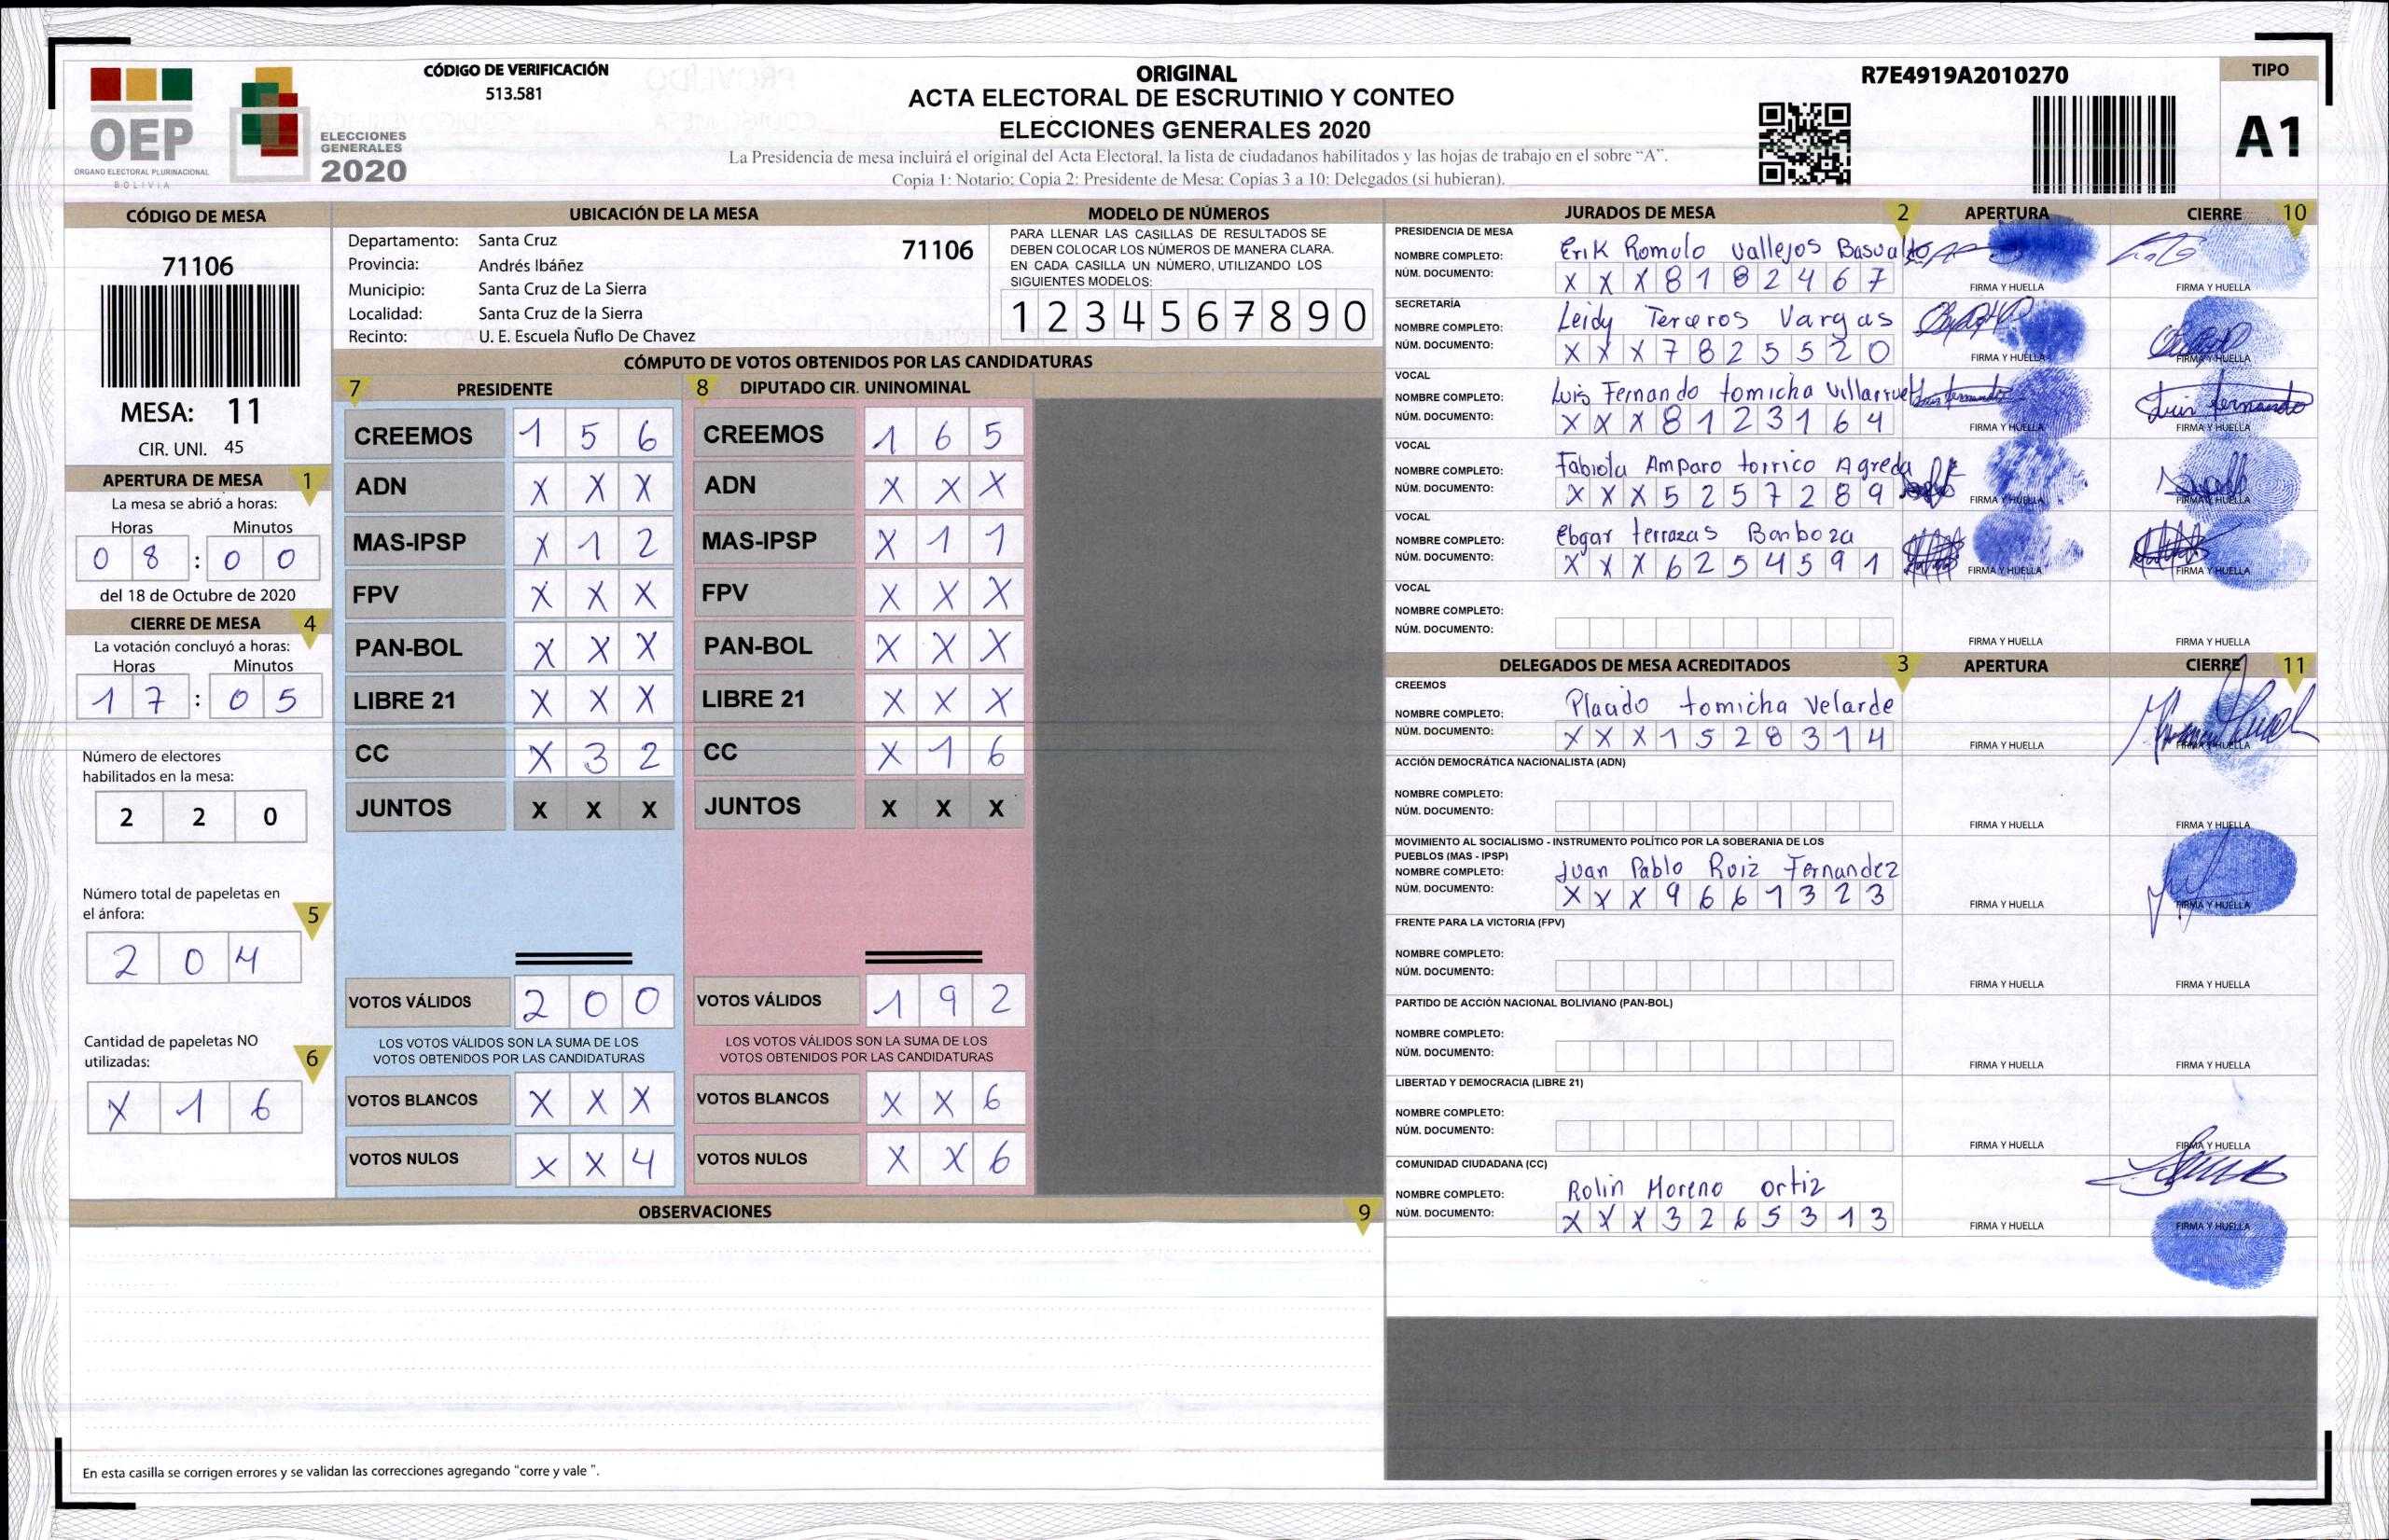 CÓDIGO DE VERIFICACIÓN
513.581
ORIGINAL
ACTA ELECTORAL DE ESCRUTINIO Y CONTEO
ELECCIONES GENERALES 2020
La Presidencia de mesa incluirá el original del Acta Electoral, la lista de ciudadanos habilitados y las hojas de trabajo en el sobre “A”.
Copia 1: Notario; Copia 2: Presidente de Mesa; Copias 3 a 10: Delegados (si hubieran).
R7E4919A2010270
TIPO
A1
OEP
ÓRGANO ELECTORAL PLURINACIONAL
BOLIVIA
ELECCIONES
GENERALES
2020
CÓDIGO DE MESA
71106
MESA: 11
CIR. UNI. 45
APERTURA DE MESA 1
La mesa se abrió a horas:
Horas Minutos
0 8 : 0 0
del 18 de Octubre de 2020
CIERRE DE MESA 4
La votación concluyó a horas:
Horas Minutos
1 7 : 0 5
Número de electores
habilitados en la mesa:
2 2 0
Número total de papeletas en
el ánfora: 5
2 0 4
Cantidad de papeletas NO
utilizadas: 6
X 1 6
UBICACIÓN DE LA MESA
Departamento: Santa Cruz 71106
Provincia: Andrés Ibáñez
Municipio: Santa Cruz de La Sierra
Localidad: Santa Cruz de la Sierra
Recinto: U. E. Escuela Ñuflo De Chavez
MODELO DE NÚMEROS
PARA LLENAR LAS CASILLAS DE RESULTADOS SE
DEBEN COLOCAR LOS NÚMEROS DE MANERA CLARA.
EN CADA CASILLA UN NÚMERO, UTILIZANDO LOS
SIGUIENTES MODELOS:
1 2 3 4 5 6 7 8 9 0
CÓMPUTO DE VOTOS OBTENIDOS POR LAS CANDIDATURAS
7 PRESIDENTE
CREEMOS 1 5 6
ADN X X X
MAS-IPSP X 1 2
FPV X X X
PAN-BOL X X X
LIBRE 21 X X X
CC X 3 2
JUNTOS X X X
VOTOS VÁLIDOS 2 0 0
LOS VOTOS VÁLIDOS SON LA SUMA DE LOS
VOTOS OBTENIDOS POR LAS CANDIDATURAS
VOTOS BLANCOS X X X
VOTOS NULOS X X 4
8 DIPUTADO CIR. UNINOMINAL
CREEMOS 1 6 5
ADN X X X
MAS-IPSP X 1 1
FPV X X X
PAN-BOL X X X
LIBRE 21 X X X
CC X 1 6
JUNTOS X X X
VOTOS VÁLIDOS 1 9 2
LOS VOTOS VÁLIDOS SON LA SUMA DE LOS
VOTOS OBTENIDOS POR LAS CANDIDATURAS
VOTOS BLANCOS X X 6
VOTOS NULOS X X 6
OBSERVACIONES 9
En esta casilla se corrigen errores y se validan las correcciones agregando “corre y vale ”.
JURADOS DE MESA 2 APERTURA CIERRE 10
PRESIDENCIA DE MESA
NOMBRE COMPLETO: Erik Romulo Vallejos Basualto
NÚM. DOCUMENTO: X X X 8 1 8 2 4 6 7
FIRMA Y HUELLA FIRMA Y HUELLA
SECRETARÍA
NOMBRE COMPLETO: Leidy Terceros Vargas
NÚM. DOCUMENTO: X X X 7 8 2 5 5 2 0
FIRMA Y HUELLA FIRMA Y HUELLA
VOCAL
NOMBRE COMPLETO: Luis Fernando tomicha Villarruel
NÚM. DOCUMENTO: X X X 8 1 2 3 1 6 4
FIRMA Y HUELLA FIRMA Y HUELLA
Luis fernando
VOCAL
NOMBRE COMPLETO: Fabiola Amparo torrico Agreda
NÚM. DOCUMENTO: X X X 5 2 5 7 2 8 9
FIRMA Y HUELLA FIRMA Y HUELLA
VOCAL
NOMBRE COMPLETO: Ebgar terrazas Barboza
NÚM. DOCUMENTO: X X X 6 2 5 4 5 9 1
FIRMA Y HUELLA FIRMA Y HUELLA
VOCAL
NOMBRE COMPLETO:
NÚM. DOCUMENTO:
FIRMA Y HUELLA FIRMA Y HUELLA
DELEGADOS DE MESA ACREDITADOS 3 APERTURA CIERRE 11
CREEMOS
NOMBRE COMPLETO: Placido tomicha Velarde
NÚM. DOCUMENTO: X X X 1 5 2 8 3 1 4
FIRMA Y HUELLA FIRMA Y HUELLA
ACCIÓN DEMOCRÁTICA NACIONALISTA (ADN)
NOMBRE COMPLETO:
NÚM. DOCUMENTO:
FIRMA Y HUELLA FIRMA Y HUELLA
MOVIMIENTO AL SOCIALISMO - INSTRUMENTO POLÍTICO POR LA SOBERANIA DE LOS
PUEBLOS (MAS - IPSP)
NOMBRE COMPLETO: Juan Pablo Ruiz Fernandez
NÚM. DOCUMENTO: X X X 9 6 6 1 3 2 3
FIRMA Y HUELLA FIRMA Y HUELLA
FRENTE PARA LA VICTORIA (FPV)
NOMBRE COMPLETO:
NÚM. DOCUMENTO:
FIRMA Y HUELLA FIRMA Y HUELLA
PARTIDO DE ACCIÓN NACIONAL BOLIVIANO (PAN-BOL)
NOMBRE COMPLETO:
NÚM. DOCUMENTO:
FIRMA Y HUELLA FIRMA Y HUELLA
LIBERTAD Y DEMOCRACIA (LIBRE 21)
NOMBRE COMPLETO:
NÚM. DOCUMENTO:
FIRMA Y HUELLA FIRMA Y HUELLA
COMUNIDAD CIUDADANA (CC)
NOMBRE COMPLETO: Rolin Moreno ortiz
NÚM. DOCUMENTO: X X X 3 2 6 5 3 1 3
FIRMA Y HUELLA FIRMA Y HUELLA